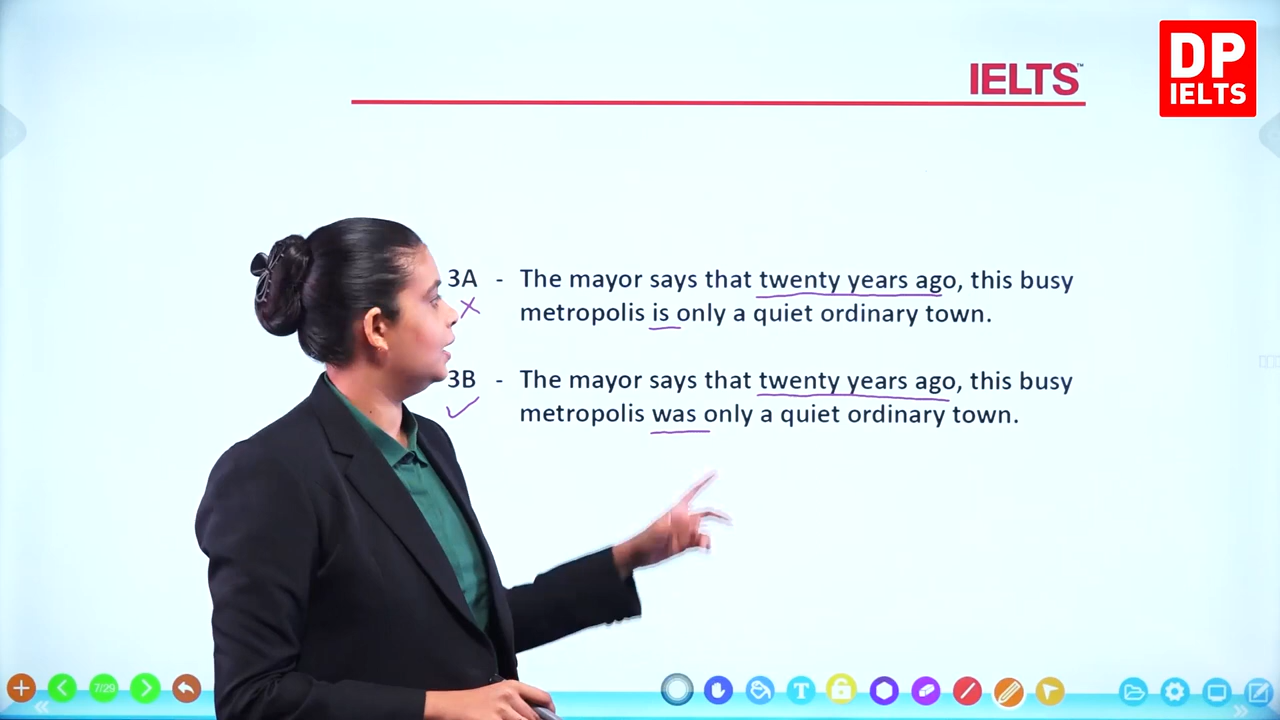 IELTS™
DP
IELTS
3A - The mayor says that twenty years ago, this busy
metropolis is only a quiet ordinary town.
3B - The mayor says that twenty years ago, this busy
metropolis was only a quiet ordinary town.
7/29
T